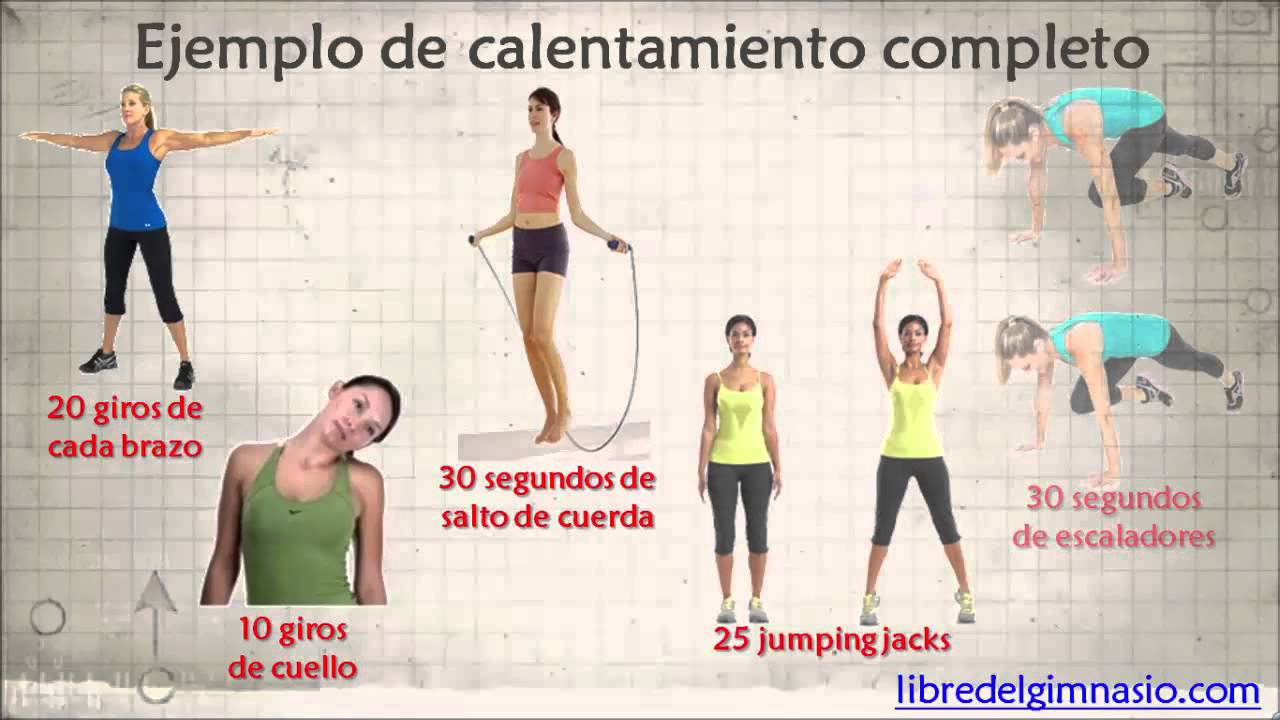 Ejemplo de calentamiento completo
20 giros de
cada brazo
10 giros
de cuello
30 segundos de
salto de cuerda
25 jumping jacks
30 segundos
de escaladores
libredelgimnasio.com